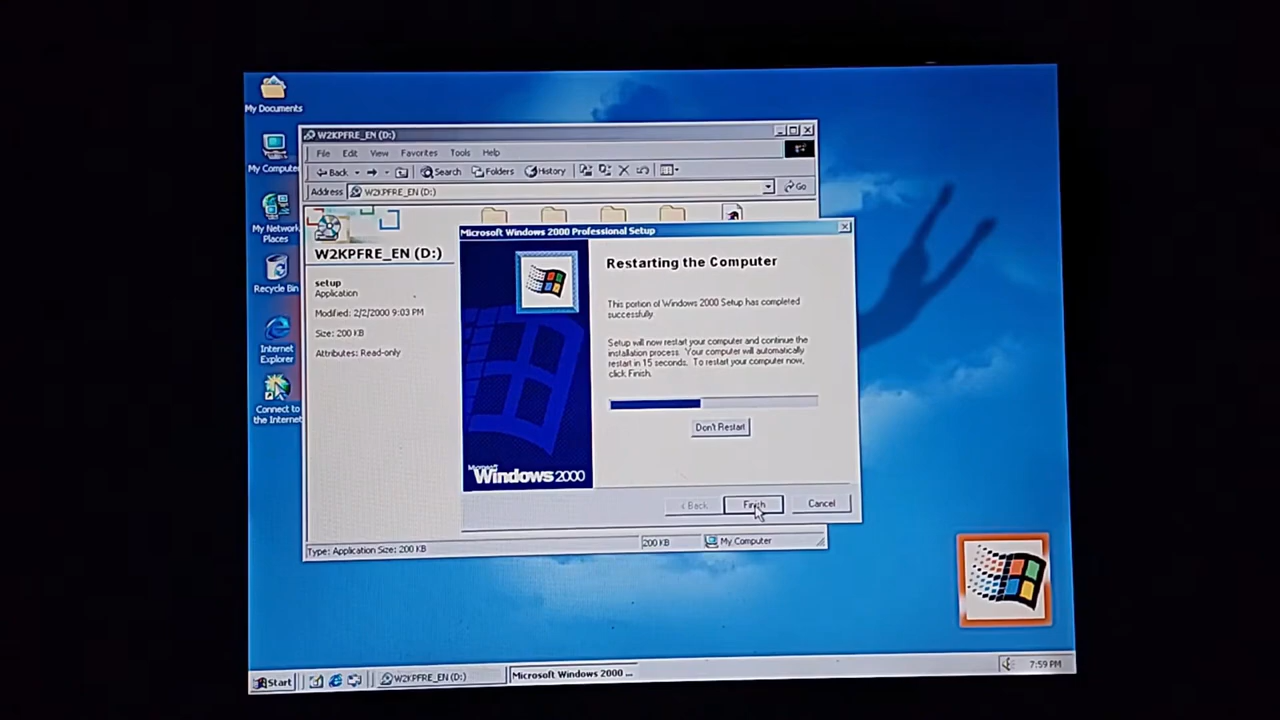 My Documents
My Computer
My Network
Places
Recycle Bin
Internet
Explorer
Connect to
the Internet
W2KPFRE_EN (D:)
File Edit View Favorites Tools Help
Back Search Folders History
Address W2KPFRE_EN (D:) Go
W2KPFRE_EN (D:)
setup
Application
Modified: 2/2/2000 9:03 PM
Size: 200 KB
Attributes: Read-only
Microsoft Windows 2000 Professional Setup
Restarting the Computer
This portion of Windows 2000 Setup has completed
successfully.
Setup will now restart your computer and continue the
installation process. Your computer will automatically
restart in 15 seconds. To restart your computer now,
click Finish.
Don't Restart
Microsoft
Windows 2000
< Back Finish Cancel
Type: Application Size: 200 KB 200 KB My Computer
Start W2KPFRE_EN (D:) Microsoft Windows 2000 ... 7:59 PM